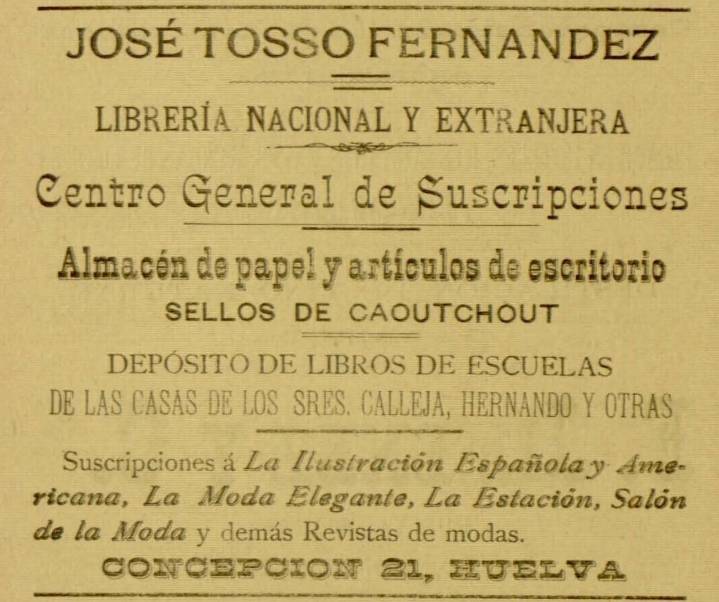 JOSÉ TOSSO FERNANDEZ
LIBRERÍA NACIONAL Y EXTRANJERA
Centro General de Suscripciones
Almacén de papel y artículos de escritorio
SELLOS DE CAOUTCHOUT
DEPÓSITO DE LIBROS DE ESCUELAS
DE LAS CASAS DE LOS SRES. CALLEJA, HERNANDO Y OTRAS
Suscripciones á La Ilustración Española y Ame-
ricana, La Moda Elegante, La Estación, Salón
de la Moda y demás Revistas de modas.
CONCEPCION 21, HUELVA